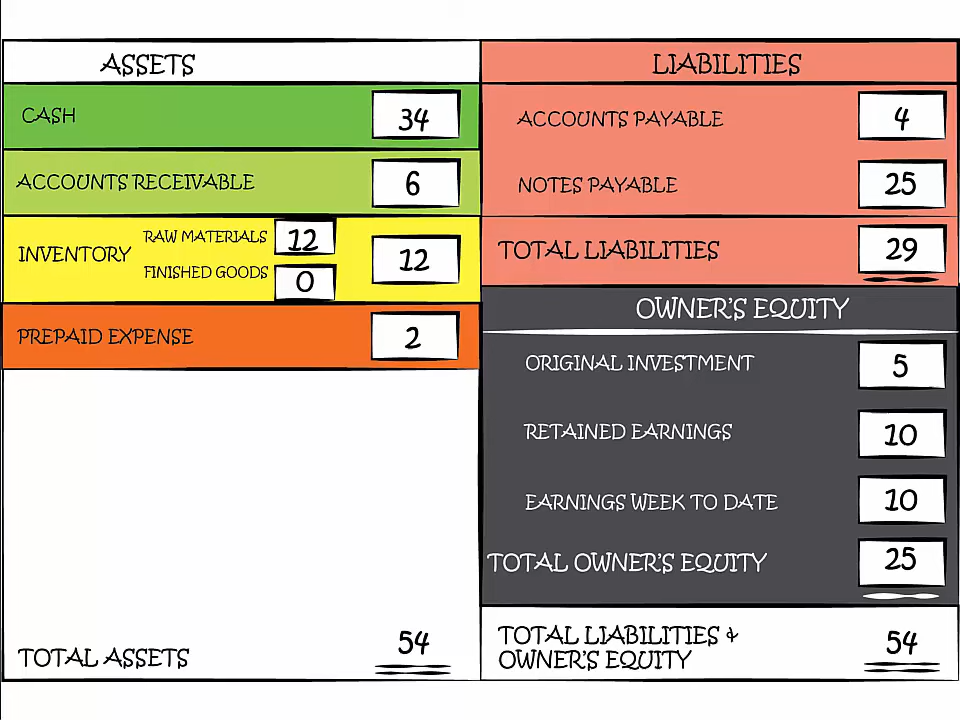 ASSETS
CASH 34
ACCOUNTS RECEIVABLE 6
INVENTORY RAW MATERIALS 12 12
FINISHED GOODS 0
PREPAID EXPENSE 2
TOTAL ASSETS 54
LIABILITIES
ACCOUNTS PAYABLE 4
NOTES PAYABLE 25
TOTAL LIABILITIES 29
OWNER'S EQUITY
ORIGINAL INVESTMENT 5
RETAINED EARNINGS 10
EARNINGS WEEK TO DATE 10
TOTAL OWNER'S EQUITY 25
TOTAL LIABILITIES & 54
OWNER'S EQUITY